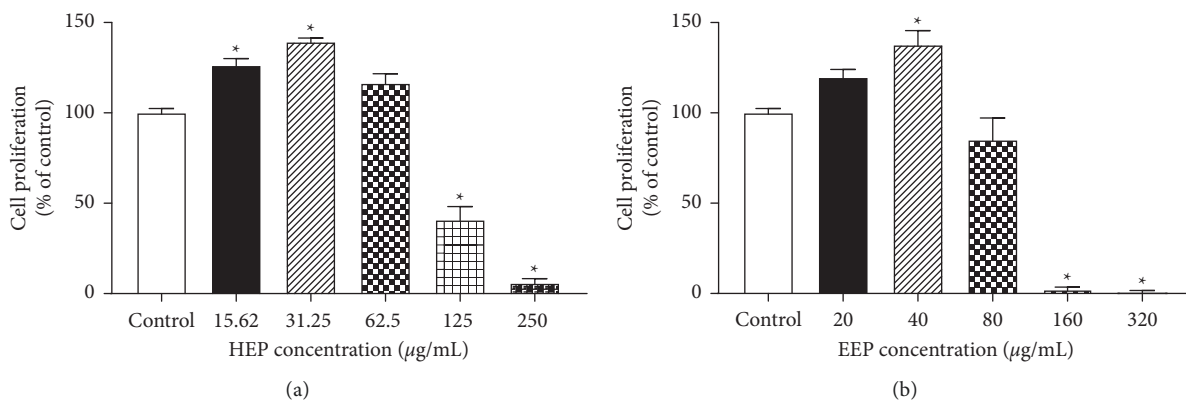 Cell proliferation
(% of control)
150
100
50
0
*
*
*
*
Control 15.62 31.25 62.5 125 250
HEP concentration (µg/mL)
(a)
Cell proliferation
(% of control)
150
100
50
0
*
*
*
Control 20 40 80 160 320
EEP concentration (µg/mL)
(b)